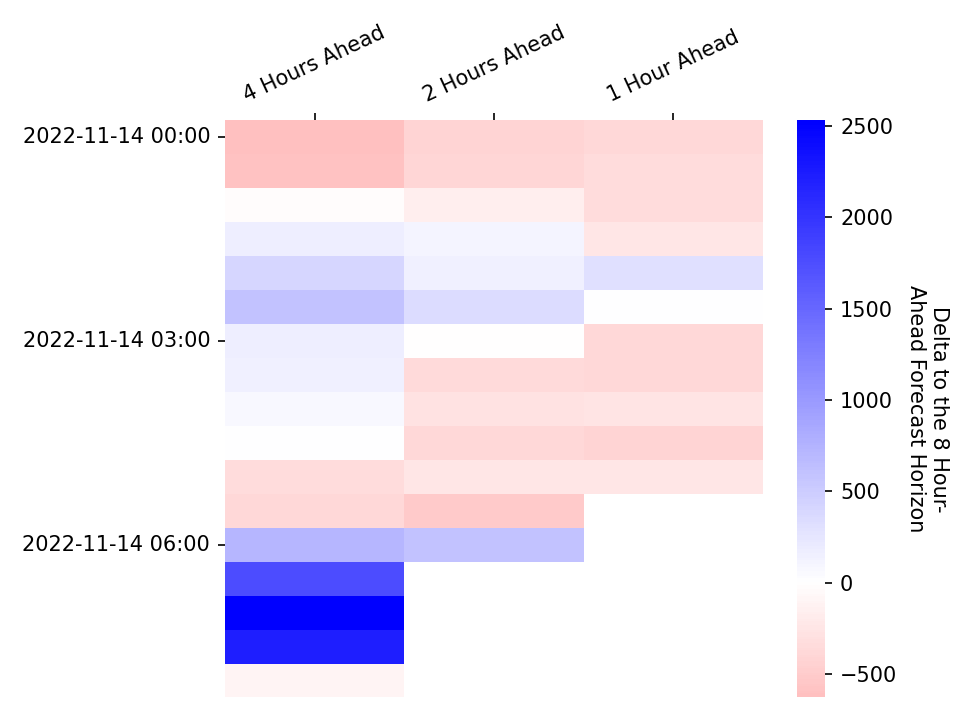 4 Hours Ahead
2 Hours Ahead
1 Hour Ahead
2022-11-14 00:00
2022-11-14 03:00
2022-11-14 06:00
2500
2000
1500
1000
500
0
−500
Delta to the 8 Hour-
Ahead Forecast Horizon